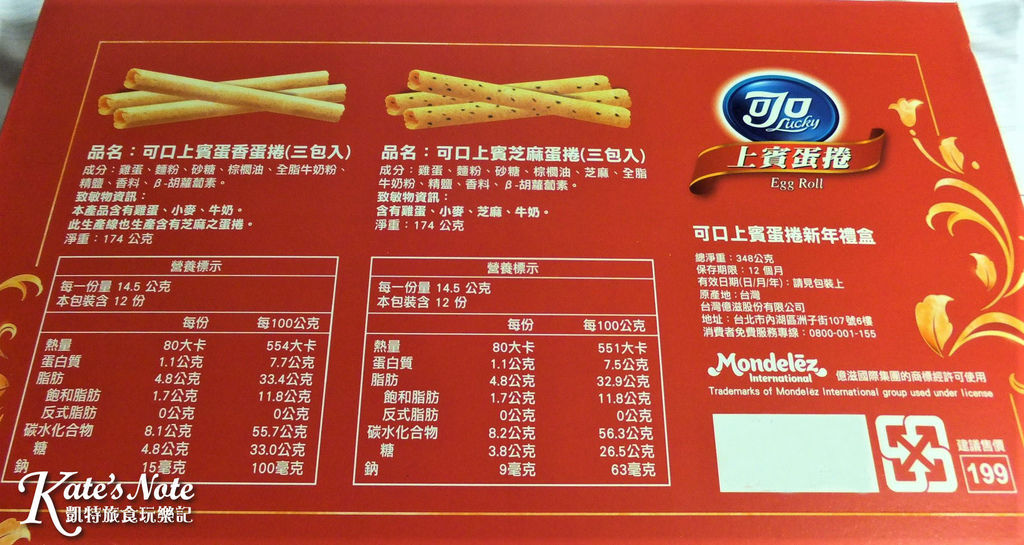 品名：可口上賓蛋香蛋捲(三包入)
成分：雞蛋、麵粉、砂糖、棕櫚油、全脂牛奶粉、
精鹽、香料、β-胡蘿蔔素。
致敏物資訊：
本產品含有雞蛋、小麥、牛奶。
此生產線也生產含有芝麻之蛋捲。
淨重：174 公克
營養標示
每一份量 14.5 公克
本包裝含 12 份
每份 每100公克
熱量 80大卡 554大卡
蛋白質 1.1公克 7.7公克
脂肪 4.8公克 33.4公克
飽和脂肪 1.7公克 11.8公克
反式脂肪 0公克 0公克
碳水化合物 8.1公克 55.7公克
糖 4.8公克 33.0公克
鈉 15毫克 100毫克
品名：可口上賓芝麻蛋捲(三包入)
成分：雞蛋、麵粉、砂糖、棕櫚油、芝麻、全脂
牛奶粉、精鹽、香料、β-胡蘿蔔素。
致敏物資訊：
含有雞蛋、小麥、芝麻、牛奶。
淨重：174 公克
營養標示
每一份量 14.5 公克
本包裝含 12 份
每份 每100公克
熱量 80大卡 551大卡
蛋白質 1.1公克 7.5公克
脂肪 4.8公克 32.9公克
飽和脂肪 1.7公克 11.8公克
反式脂肪 0公克 0公克
碳水化合物 8.2公克 56.3公克
糖 3.8公克 26.5公克
鈉 9毫克 63毫克
可口
Lucky
上賓蛋捲
Egg Roll
可口上賓蛋捲新年禮盒
總淨重：348公克
保存期限：12 個月
有效日期(日/月/年)：請見包裝上
原產地：台灣
台灣億滋股份有限公司
地址：台北市內湖區洲子街107號6樓
消費者免費服務專線：0800-001-155
Mondelēz
International
億滋國際集團的商標經許可使用
Trademarks of Mondelēz International group used under license
建議售價
199
Kate's Note
凱特旅食玩樂記